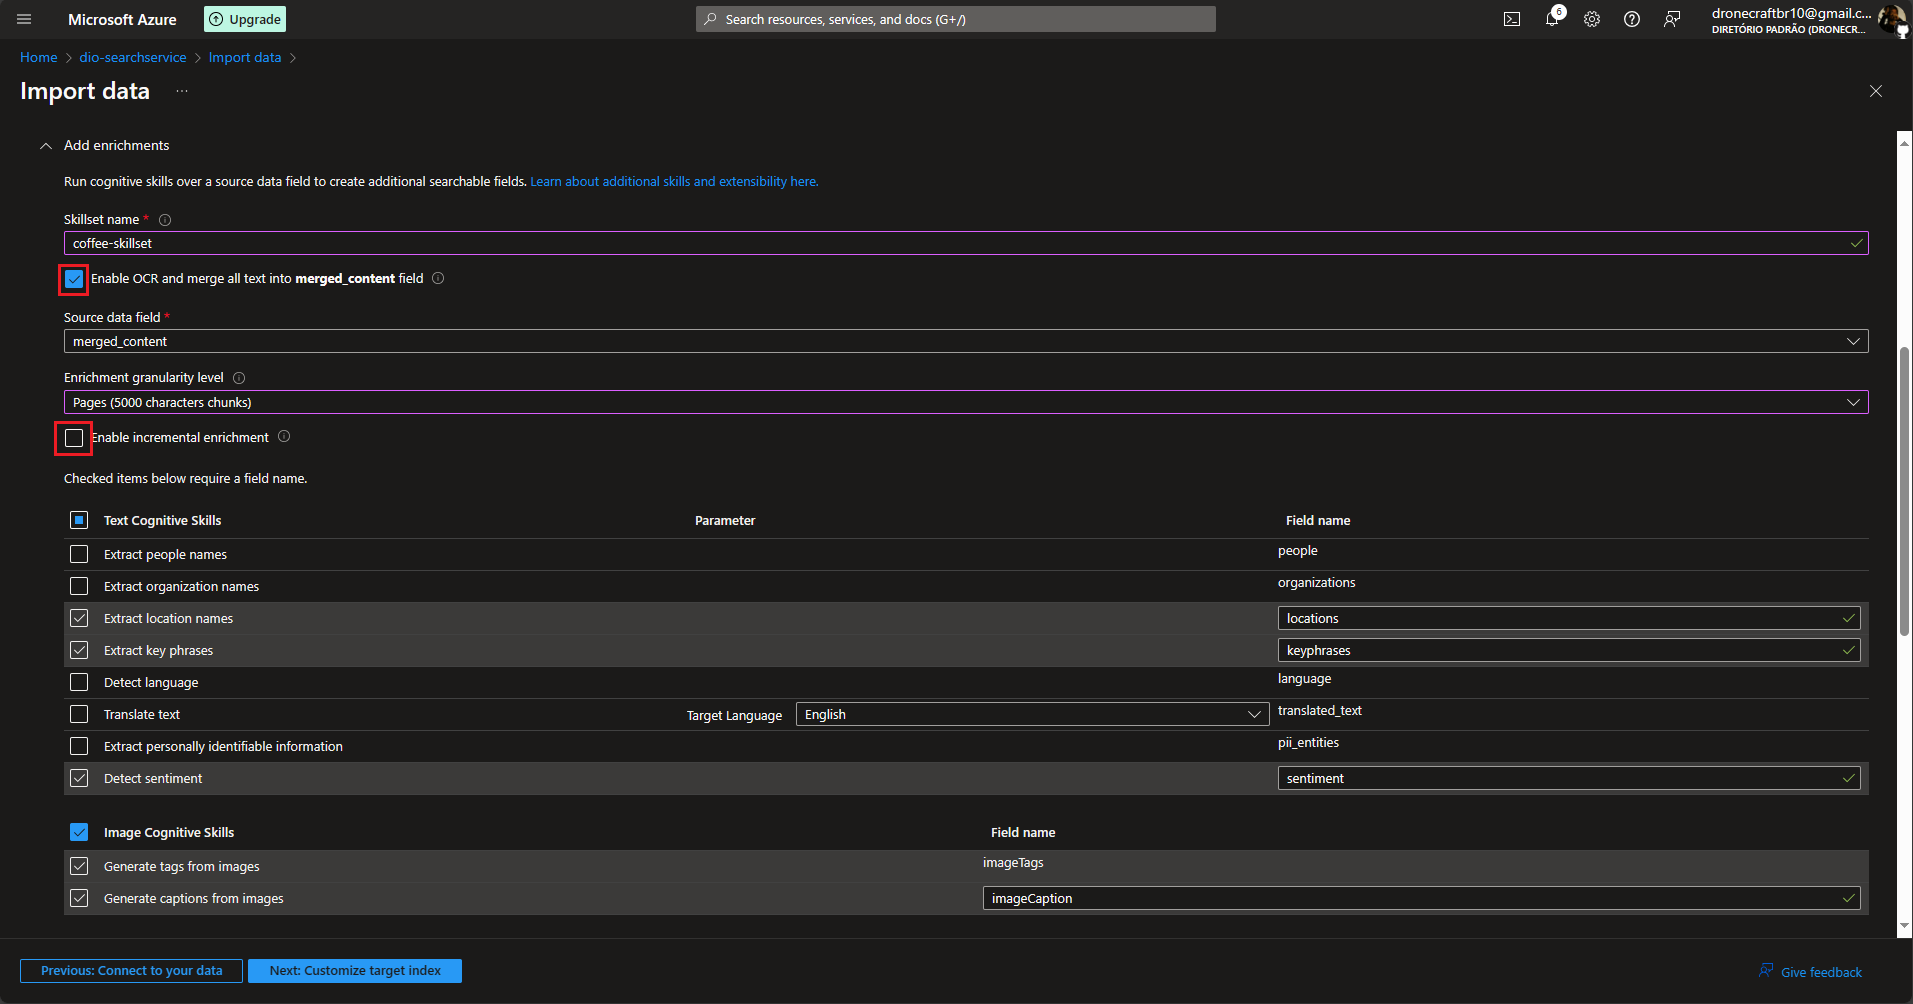 Microsoft Azure
Upgrade
Search resources, services, and docs (G+/)
6
dronecraftbr10@gmail.c...
DIRETÓRIO PADRÃO (DRONECR...
Home > dio-searchservice > Import data >
Import data ...
Add enrichments
Run cognitive skills over a source data field to create additional searchable fields. Learn about additional skills and extensibility here.
Skillset name *
coffee-skillset
Enable OCR and merge all text into merged_content field
Source data field *
merged_content
Enrichment granularity level
Pages (5000 characters chunks)
Enable incremental enrichment
Checked items below require a field name.
Text Cognitive Skills Parameter Field name
Extract people names people
Extract organization names organizations
Extract location names locations
Extract key phrases keyphrases
Detect language language
Translate text Target Language English translated_text
Extract personally identifiable information pii_entities
Detect sentiment sentiment
Image Cognitive Skills Field name
Generate tags from images imageTags
Generate captions from images imageCaption
Previous: Connect to your data Next: Customize target index Give feedback